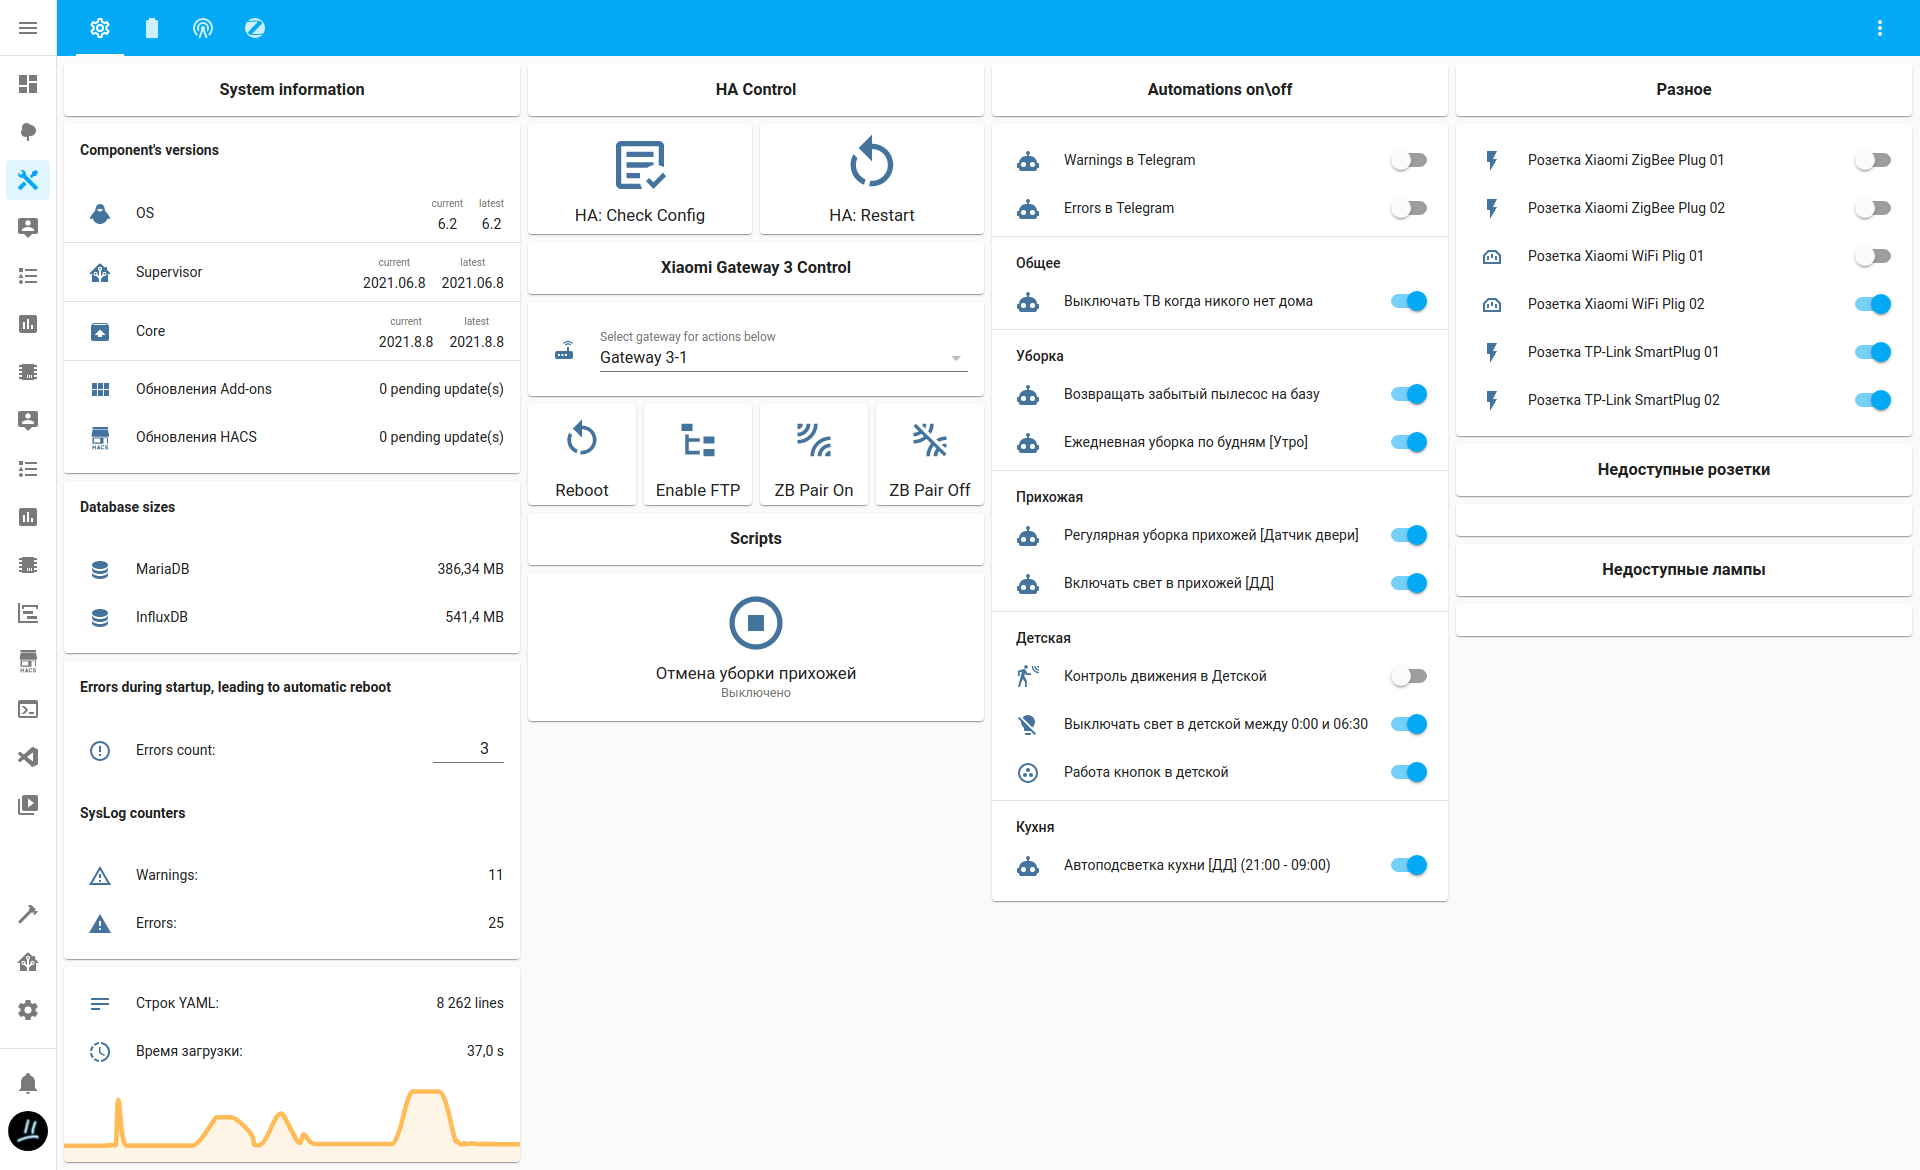 System information
Component's versions
OS
current latest
6.2 6.2
Supervisor
current latest
2021.06.8 2021.06.8
Core
current latest
2021.8.8 2021.8.8
Обновления Add-ons 0 pending update(s)
HACS
Обновления HACS 0 pending update(s)
Database sizes
MariaDB 386,34 MB
InfluxDB 541,4 MB
Errors during startup, leading to automatic reboot
Errors count: 3
SysLog counters
Warnings: 11
Errors: 25
Строк YAML: 8 262 lines
Время загрузки: 37,0 s
HACS
HA Control
HA: Check Config
HA: Restart
Xiaomi Gateway 3 Control
Select gateway for actions below
Gateway 3-1
Reboot
Enable FTP
ZB Pair On
ZB Pair Off
Scripts
Отмена уборки прихожей
Выключено
Automations on\off
Warnings в Telegram
Errors в Telegram
Общее
Выключать ТВ когда никого нет дома
Уборка
Возвращать забытый пылесос на базу
Ежедневная уборка по будням [Утро]
Прихожая
Регулярная уборка прихожей [Датчик двери]
Включать свет в прихожей [ДД]
Детская
Контроль движения в Детской
Выключать свет в детской между 0:00 и 06:30
Работа кнопок в детской
Кухня
Автоподсветка кухни [ДД] (21:00 - 09:00)
Разное
Розетка Xiaomi ZigBee Plug 01
Розетка Xiaomi ZigBee Plug 02
Розетка Xiaomi WiFi Plig 01
Розетка Xiaomi WiFi Plig 02
Розетка TP-Link SmartPlug 01
Розетка TP-Link SmartPlug 02
Недоступные розетки
Недоступные лампы